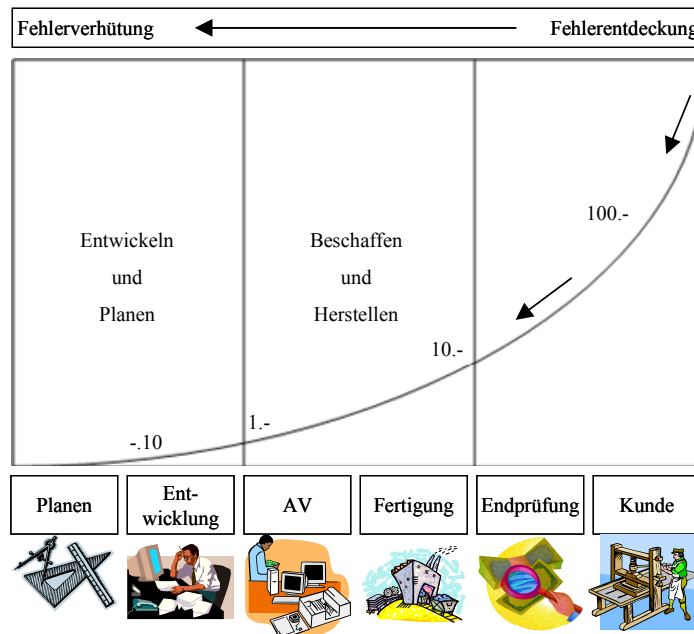 Fehlerverhütung Fehlerentdeckung
Entwickeln
und
Planen
Beschaffen
und
Herstellen
100.-
10.-
1.-
-.10
Planen
Ent-
wicklung
AV
Fertigung
Endprüfung
Kunde